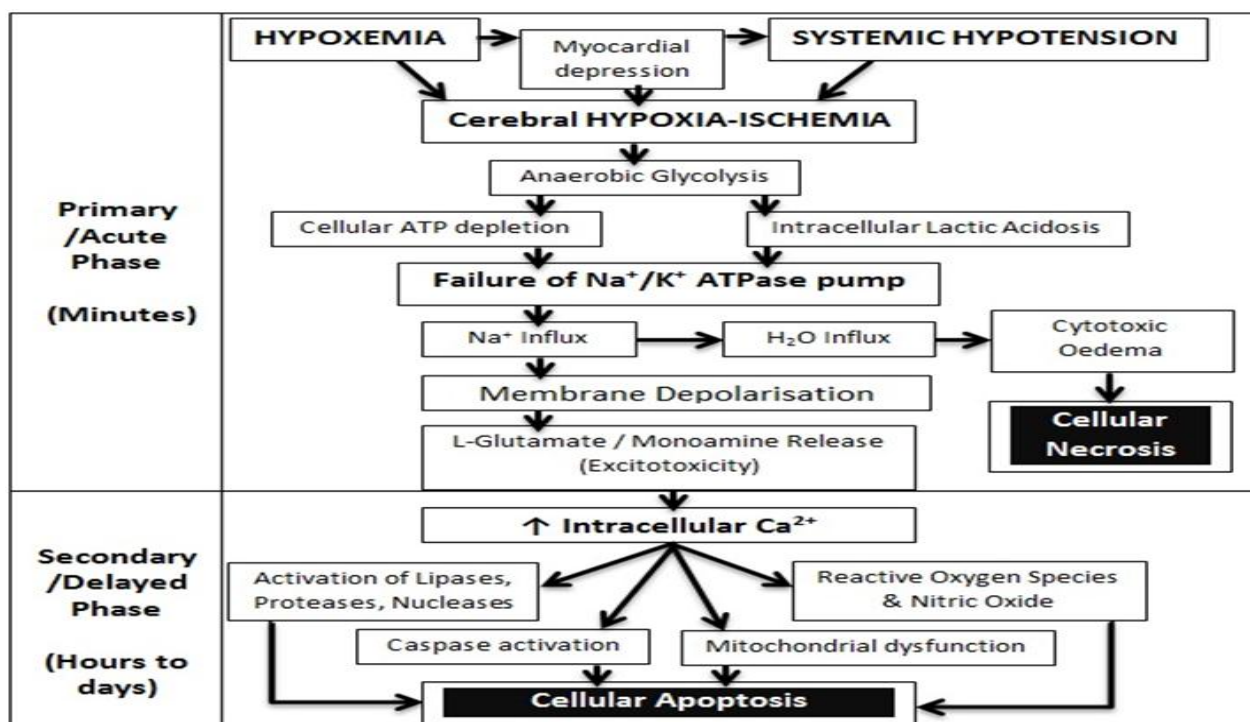 HYPOXEMIA
Myocardial
depression
SYSTEMIC HYPOTENSION
Cerebral HYPOXIA-ISCHEMIA
Anaerobic Glycolysis
Cellular ATP depletion
Intracellular Lactic Acidosis
Primary
/Acute
Phase
(Minutes)
Failure of Na⁺/K⁺ ATPase pump
Na⁺ Influx
H₂O Influx
Cytotoxic
Oedema
Membrane Depolarisation
Cellular
Necrosis
L-Glutamate / Monoamine Release
(Excitotoxicity)
Secondary
/Delayed
Phase
(Hours to
days)
↑ Intracellular Ca²⁺
Activation of Lipases,
Proteases, Nucleases
Reactive Oxygen Species
& Nitric Oxide
Caspase activation
Mitochondrial dysfunction
Cellular Apoptosis